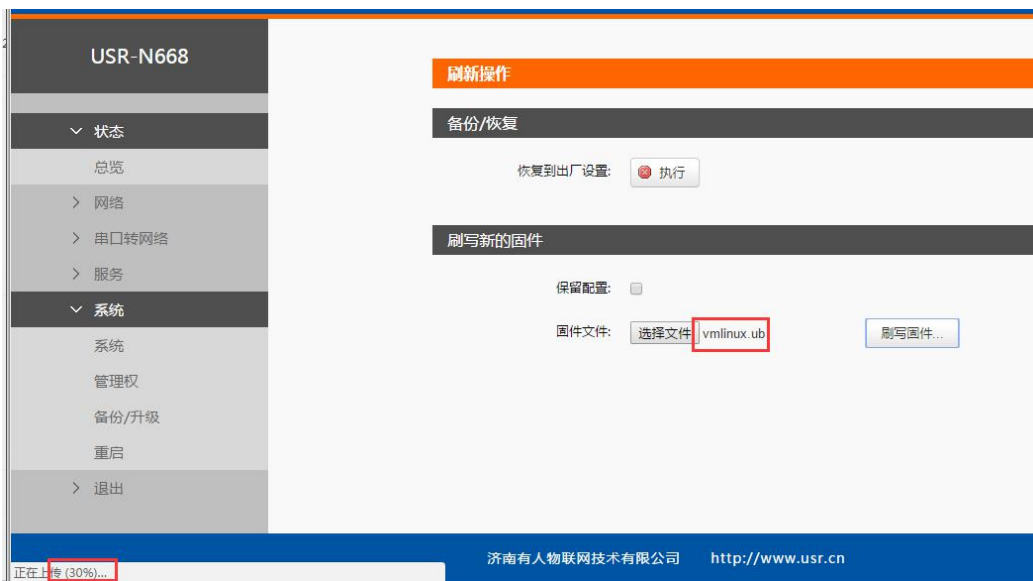 USR-N668
状态
总览
网络
串口转网络
服务
系统
系统
管理权
备份/升级
重启
退出
刷新操作
备份/恢复
恢复到出厂设置: 执行
刷写新的固件
保留配置:
固件文件: 选择文件 vmlinux.ub 刷写固件...
济南有人物联网技术有限公司 http://www.usr.cn
正在上传 (30%)...